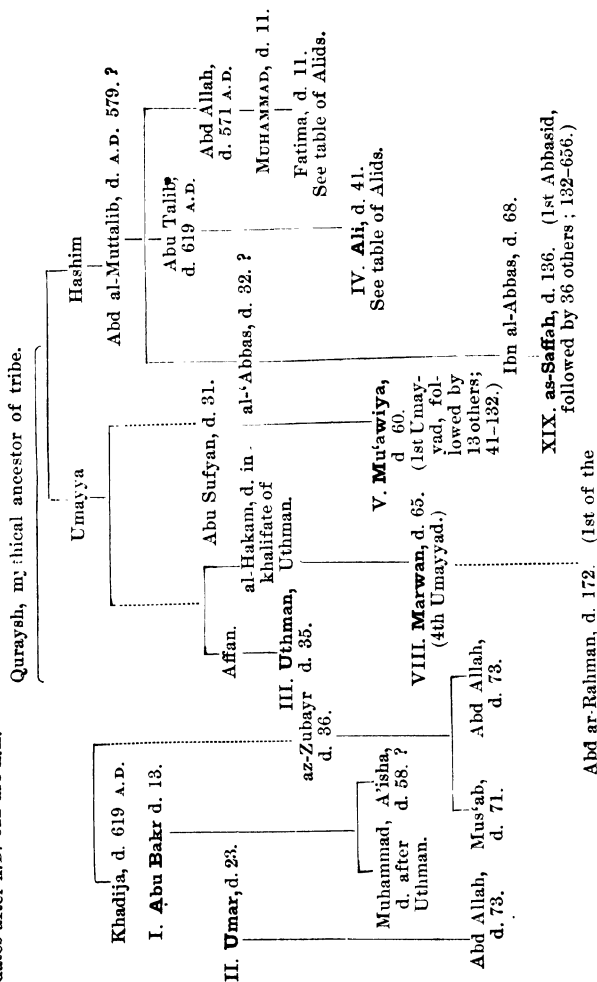 Quraysh, mythical ancestor of tribe.
Umayya
Hashim
Abd al-Muttalib, d. A.D. 579. ?
Khadija, d. 619 A.D.
I. Abu Bakr d. 13.
II. Umar, d. 23.
Abu Sufyan, d. 31.
Abu Talib,
d. 619 A.D.
Abd Allah,
d. 571 A.D.
Affan.
al-Hakam, d. in
khalifate of
Uthman.
al-‘Abbas, d. 32. ?
MUHAMMAD, d. 11.
III. Uthman,
d. 35.
az-Zubayr
d. 36.
Fatima, d. 11.
See table of Alids.
Muhammad,
d. after
Uthman.
A’isha,
d. 58. ?
V. Mu‘awiya,
d 60.
(1st Umay-
yad, fol-
lowed by
13 others;
41–132.)
IV. Ali, d. 41.
See table of Alids.
VIII. Marwan, d. 65.
(4th Umayyad.)
Abd Allah,
d. 73.
Mus‘ab,
d. 71.
Abd Allah,
d. 73.
Ibn al-Abbas, d. 68.
XIX. as-Saffah, d. 136. (1st Abbasid,
followed by 36 others ; 132–656.)
Abd ar-Rahman, d. 172. (1st of the